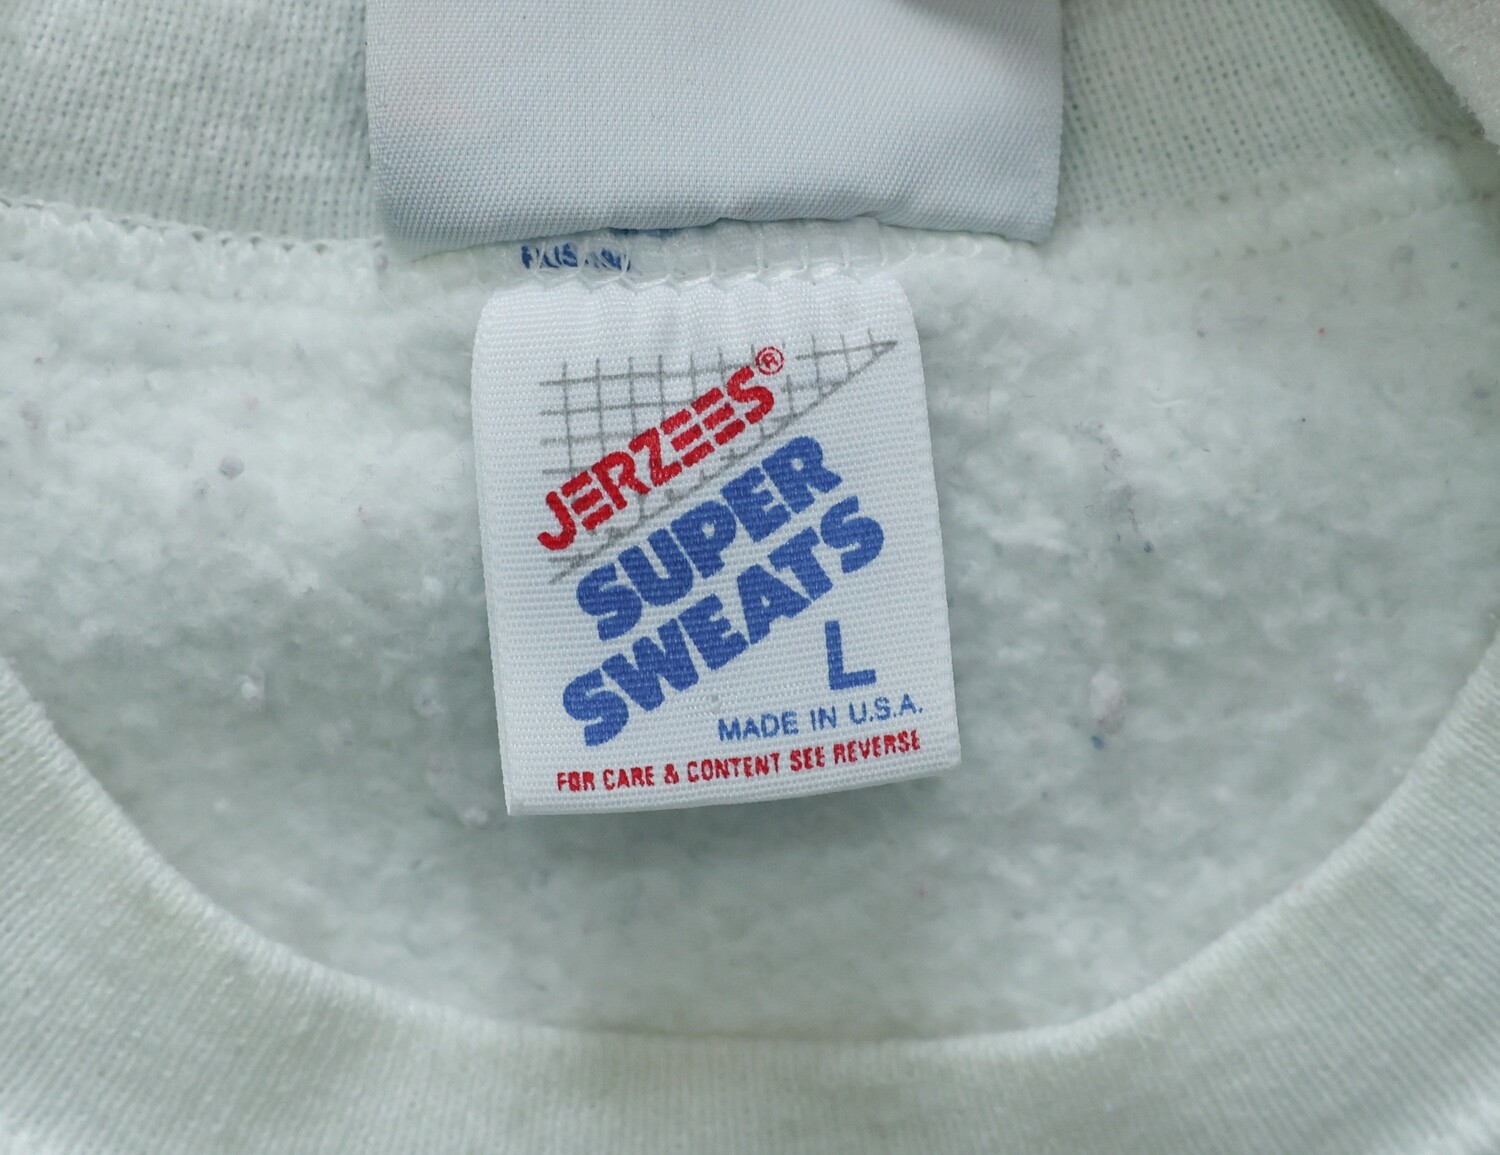 JERZEES®
SUPER
SWEATS
L
MADE IN U.S.A.
FOR CARE & CONTENT SEE REVERSE